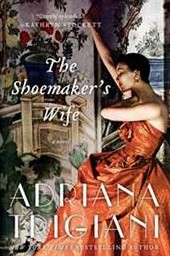 "Utterly splendid."
—KATHRYN STOCKETT
The
Shoemaker's
Wife
a novel
ADRIANA
TRIGIANI
NEW YORK TIMES BESTSELLING AUTHOR